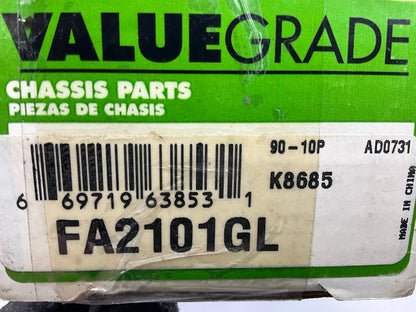 VALUEGRADE
CHASSIS PARTS
PIEZAS DE CHASIS
90-10P AD0731
K8685
MADE IN CHINA
6 69719 63853 1
FA2101GL